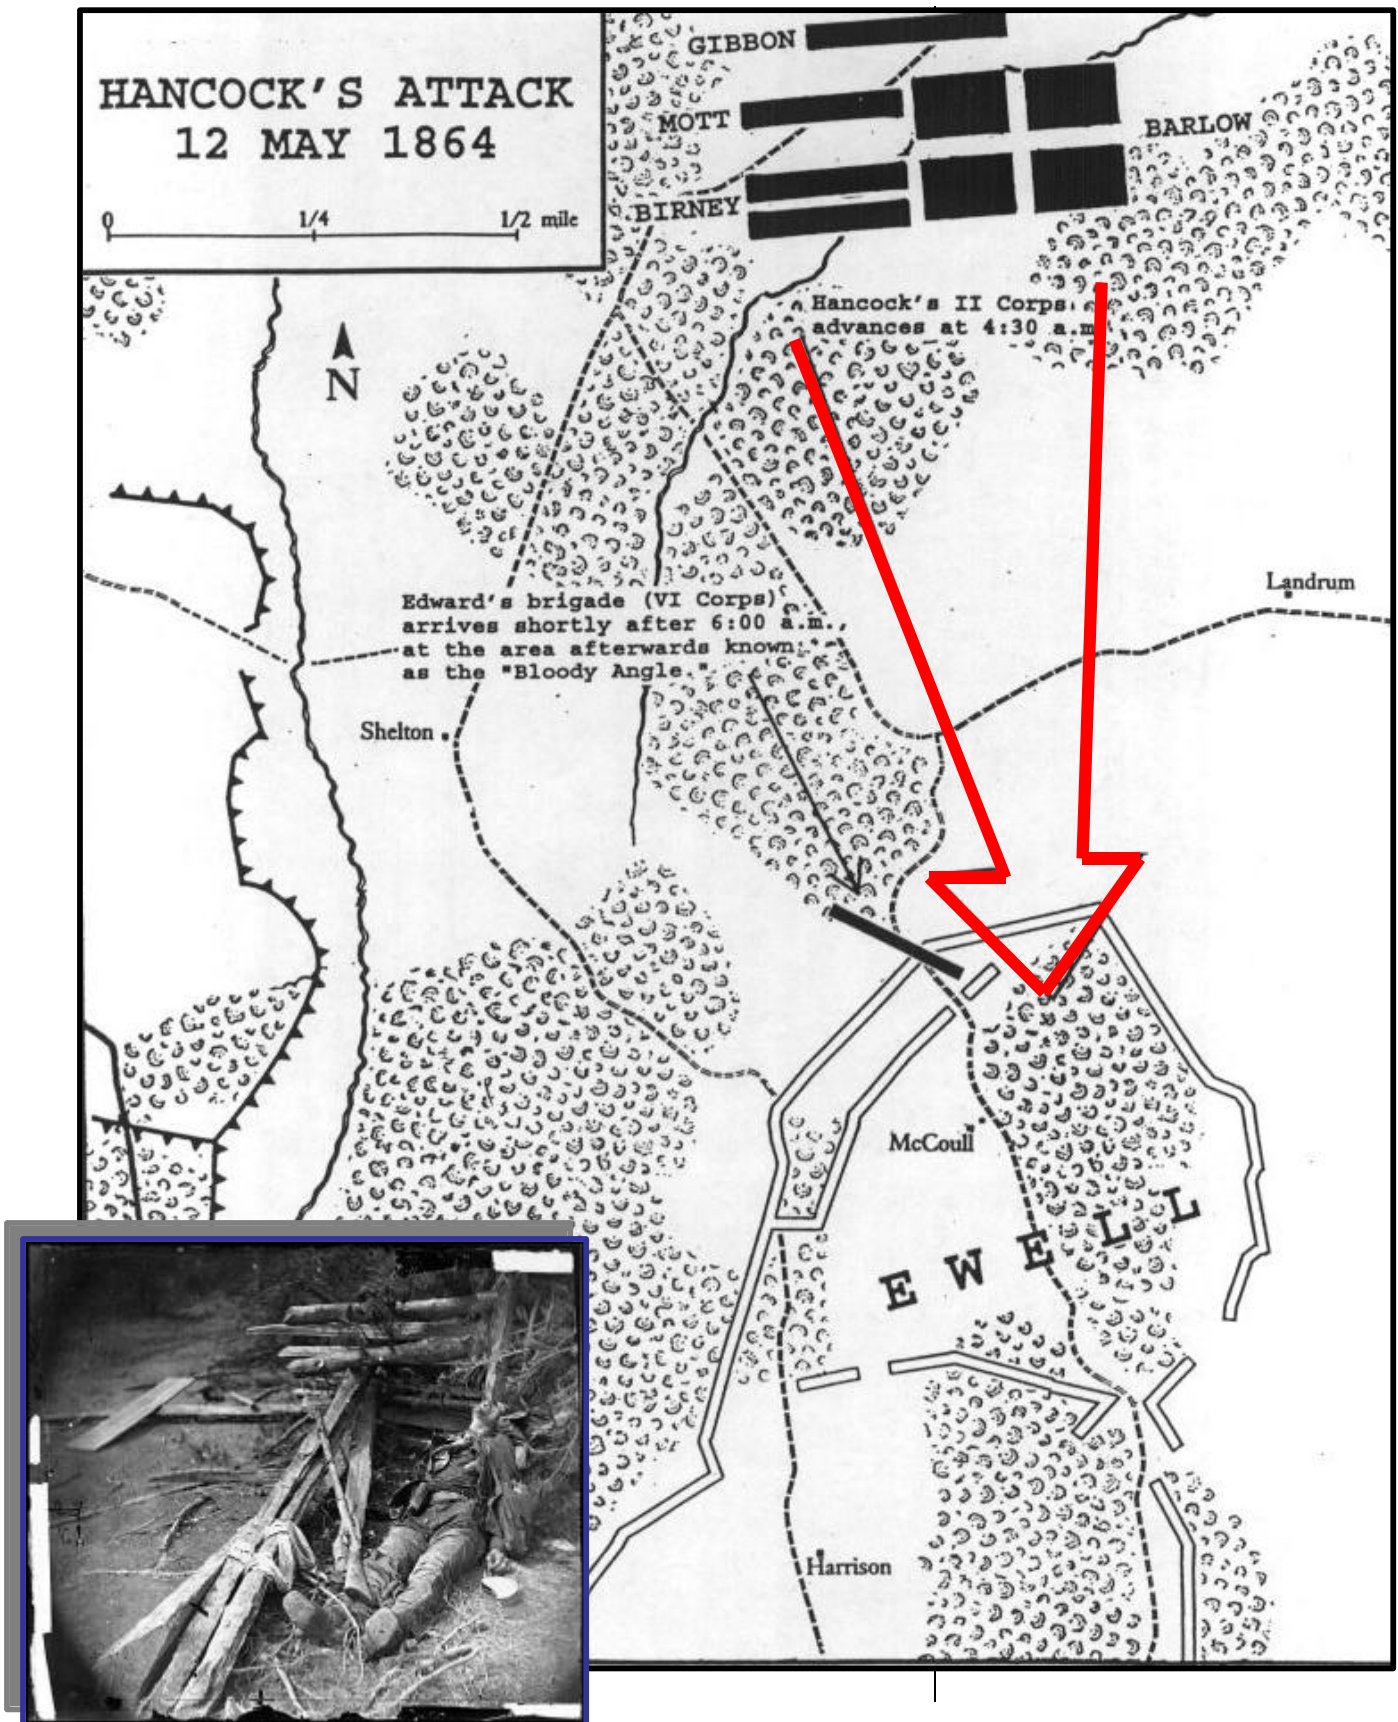 HANCOCK'S ATTACK
12 MAY 1864
0 1/4 1/2 mile
GIBBON
MOTT
BARLOW
BIRNEY
Hancock's II Corps
advances at 4:30 a.m
N
Landrum
Edward's brigade (VI Corps)
arrives shortly after 6:00 a.m.,
at the area afterwards known
as the "Bloody Angle."
Shelton
McCoull
EWELL
Harrison